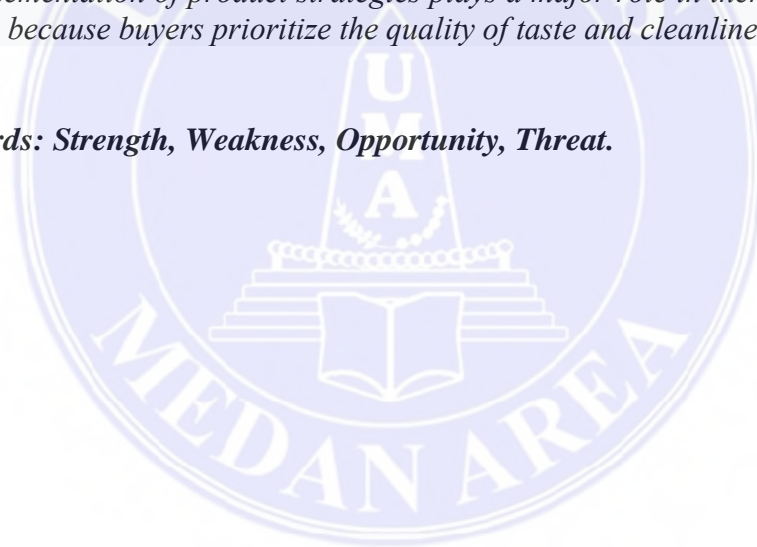 of product strategies plays a major role in
because buyers prioritize the quality of taste and cleanline
rds: Strength, Weakness, Opportunity, Threat.
U
M
A
MEDAN AREA